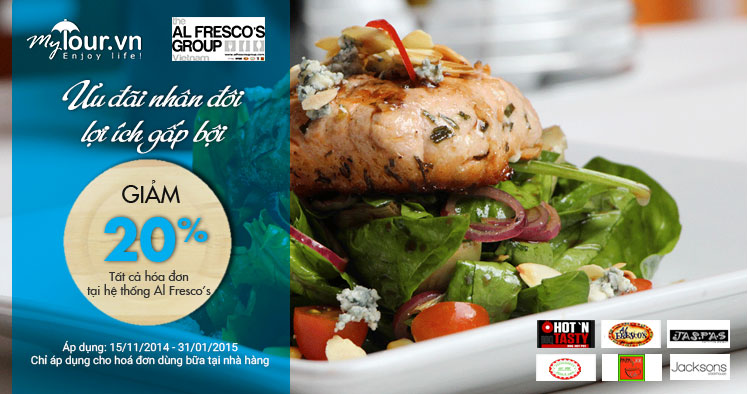 myTour.vn
Enjoy life!
the
AL FRESCO'S
GROUP
Vietnam
Ưu đãi nhân đôi
lợi ích gấp bội
GIẢM
20%
Tất cả hóa đơn
tại hệ thống Al Fresco's
Áp dụng: 15/11/2014 - 31/01/2015
Chỉ áp dụng cho hoá đơn dùng bữa tại nhà hàng
HOT 'N
TASTY
AL FRESCO'S
JASPAS
Jacksons